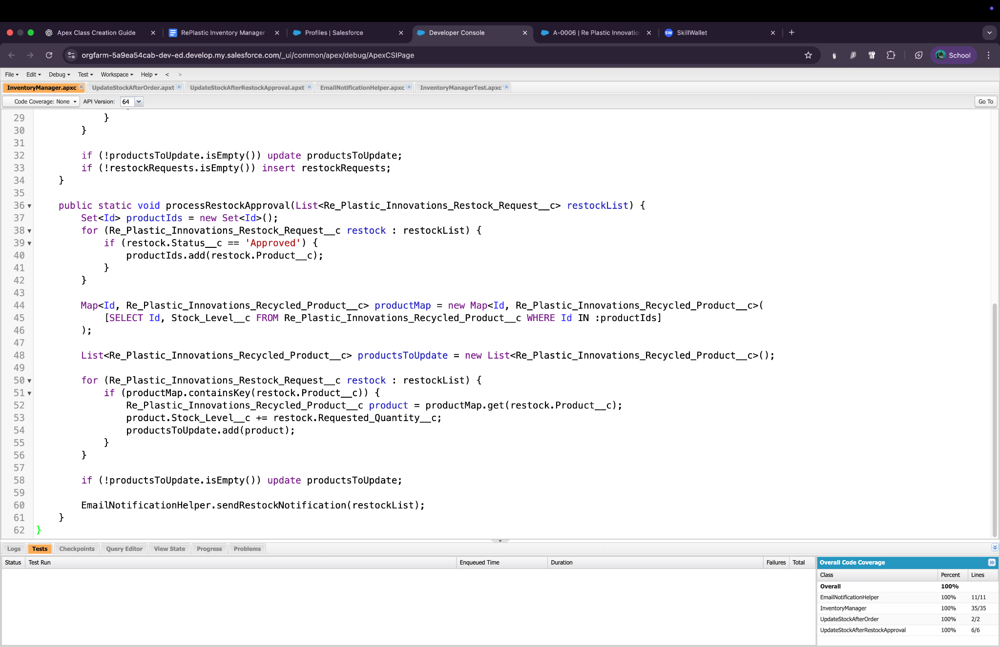 Apex Class Creation Guide
RePlastic Inventory Manager
Profiles | Salesforce
Developer Console
A-0006 | Re Plastic Innovatio
SW SkillWallet
orgfarm-5a9ea54cab-dev-ed.develop.my.salesforce.com/_ui/common/apex/debug/ApexCSIPage
School
File Edit Debug Test Workspace Help < >
InventoryManager.apxc UpdateStockAfterOrder.apxt UpdateStockAfterRestockApproval.apxt EmailNotificationHelper.apxc InventoryManagerTest.apxc
Code Coverage: None API Version: 64 Go To
29 }
30 }
31
32 if (!productsToUpdate.isEmpty()) update productsToUpdate;
33 if (!restockRequests.isEmpty()) insert restockRequests;
34 }
35
36 public static void processRestockApproval(List<Re_Plastic_Innovations_Restock_Request__c> restockList) {
37 Set<Id> productIds = new Set<Id>();
38 for (Re_Plastic_Innovations_Restock_Request__c restock : restockList) {
39 if (restock.Status__c == 'Approved') {
40 productIds.add(restock.Product__c);
41 }
42 }
43
44 Map<Id, Re_Plastic_Innovations_Recycled_Product__c> productMap = new Map<Id, Re_Plastic_Innovations_Recycled_Product__c>(
45 [SELECT Id, Stock_Level__c FROM Re_Plastic_Innovations_Recycled_Product__c WHERE Id IN :productIds]
46 );
47
48 List<Re_Plastic_Innovations_Recycled_Product__c> productsToUpdate = new List<Re_Plastic_Innovations_Recycled_Product__c>();
49
50 for (Re_Plastic_Innovations_Restock_Request__c restock : restockList) {
51 if (productMap.containsKey(restock.Product__c)) {
52 Re_Plastic_Innovations_Recycled_Product__c product = productMap.get(restock.Product__c);
53 product.Stock_Level__c += restock.Requested_Quantity__c;
54 productsToUpdate.add(product);
55 }
56 }
57
58 if (!productsToUpdate.isEmpty()) update productsToUpdate;
59
60 EmailNotificationHelper.sendRestockNotification(restockList);
61 }
62 }
Logs Tests Checkpoints Query Editor View State Progress Problems
Status Test Run Enqueued Time Duration Failures Total
Overall Code Coverage
Class Percent Lines
Overall 100%
EmailNotificationHelper 100% 11/11
InventoryManager 100% 35/35
UpdateStockAfterOrder 100% 2/2
UpdateStockAfterRestockApproval 100% 6/6